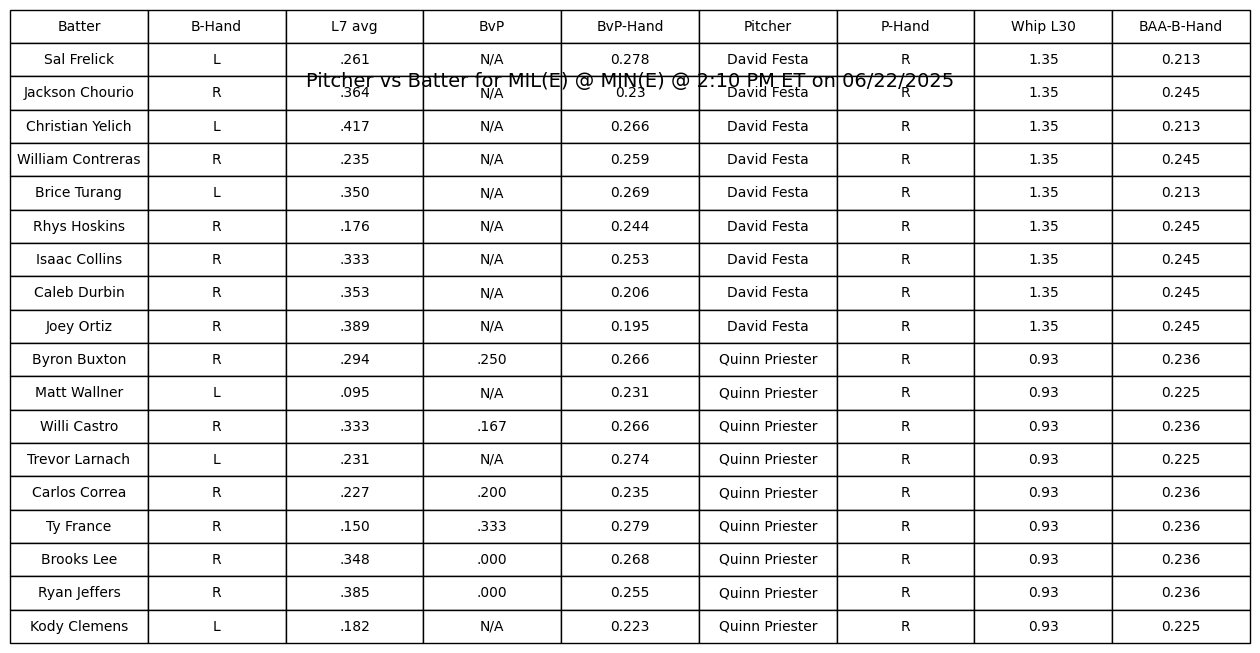 Batter B-Hand L7 avg BvP BvP-Hand Pitcher P-Hand Whip L30 BAA-B-Hand
Sal Frelick L .261 N/A 0.278 David Festa R 1.35 0.213
Pitcher vs Batter for MIL(E) @ MIN(E) @ 2:10 PM ET on 06/22/2025
Jackson Chourio R .364 N/A 0.23 David Festa R 1.35 0.245
Christian Yelich L .417 N/A 0.266 David Festa R 1.35 0.213
William Contreras R .235 N/A 0.259 David Festa R 1.35 0.245
Brice Turang L .350 N/A 0.269 David Festa R 1.35 0.213
Rhys Hoskins R .176 N/A 0.244 David Festa R 1.35 0.245
Isaac Collins R .333 N/A 0.253 David Festa R 1.35 0.245
Caleb Durbin R .353 N/A 0.206 David Festa R 1.35 0.245
Joey Ortiz R .389 N/A 0.195 David Festa R 1.35 0.245
Byron Buxton R .294 .250 0.266 Quinn Priester R 0.93 0.236
Matt Wallner L .095 N/A 0.231 Quinn Priester R 0.93 0.225
Willi Castro R .333 .167 0.266 Quinn Priester R 0.93 0.236
Trevor Larnach L .231 N/A 0.274 Quinn Priester R 0.93 0.225
Carlos Correa R .227 .200 0.235 Quinn Priester R 0.93 0.236
Ty France R .150 .333 0.279 Quinn Priester R 0.93 0.236
Brooks Lee R .348 .000 0.268 Quinn Priester R 0.93 0.236
Ryan Jeffers R .385 .000 0.255 Quinn Priester R 0.93 0.236
Kody Clemens L .182 N/A 0.223 Quinn Priester R 0.93 0.225